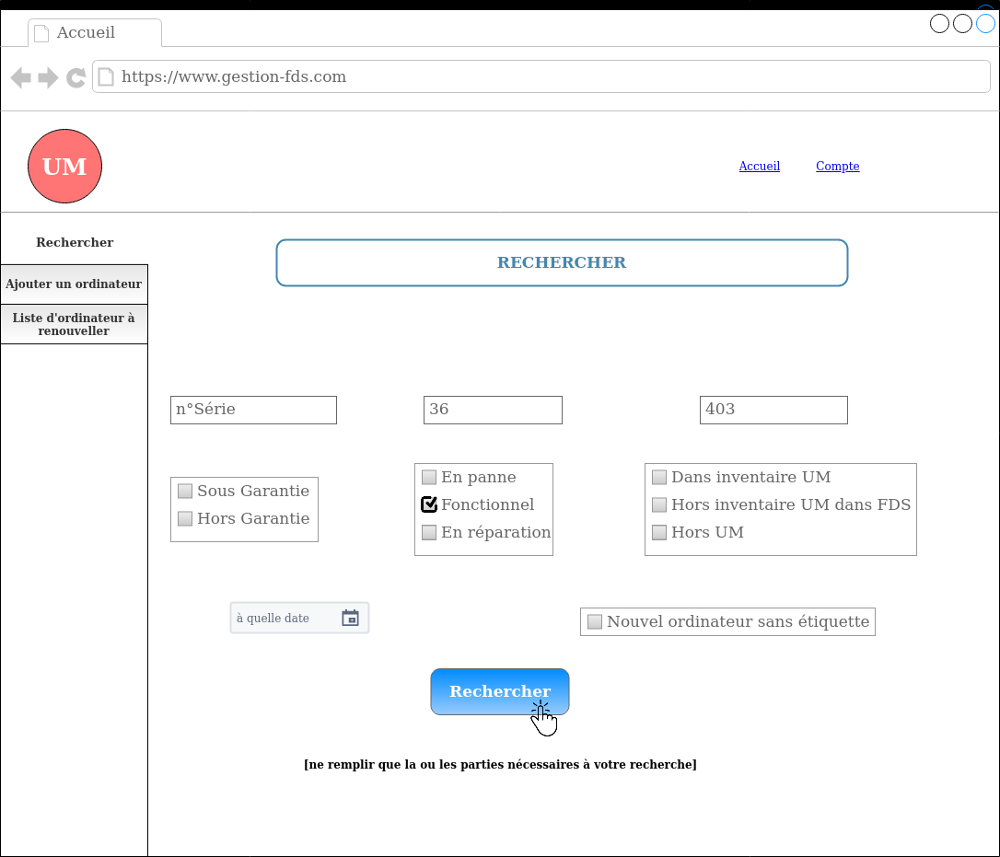 Accueil
https://www.gestion-fds.com
UM
Accueil Compte
Rechercher
RECHERCHER
Ajouter un ordinateur
Liste d'ordinateur à
renouveller
n°Série 36 403
Sous Garantie
Hors Garantie
En panne
Fonctionnel
En réparation
Dans inventaire UM
Hors inventaire UM dans FDS
Hors UM
à quelle date
Nouvel ordinateur sans étiquette
Rechercher
[ne remplir que la ou les parties nécessaires à votre recherche]